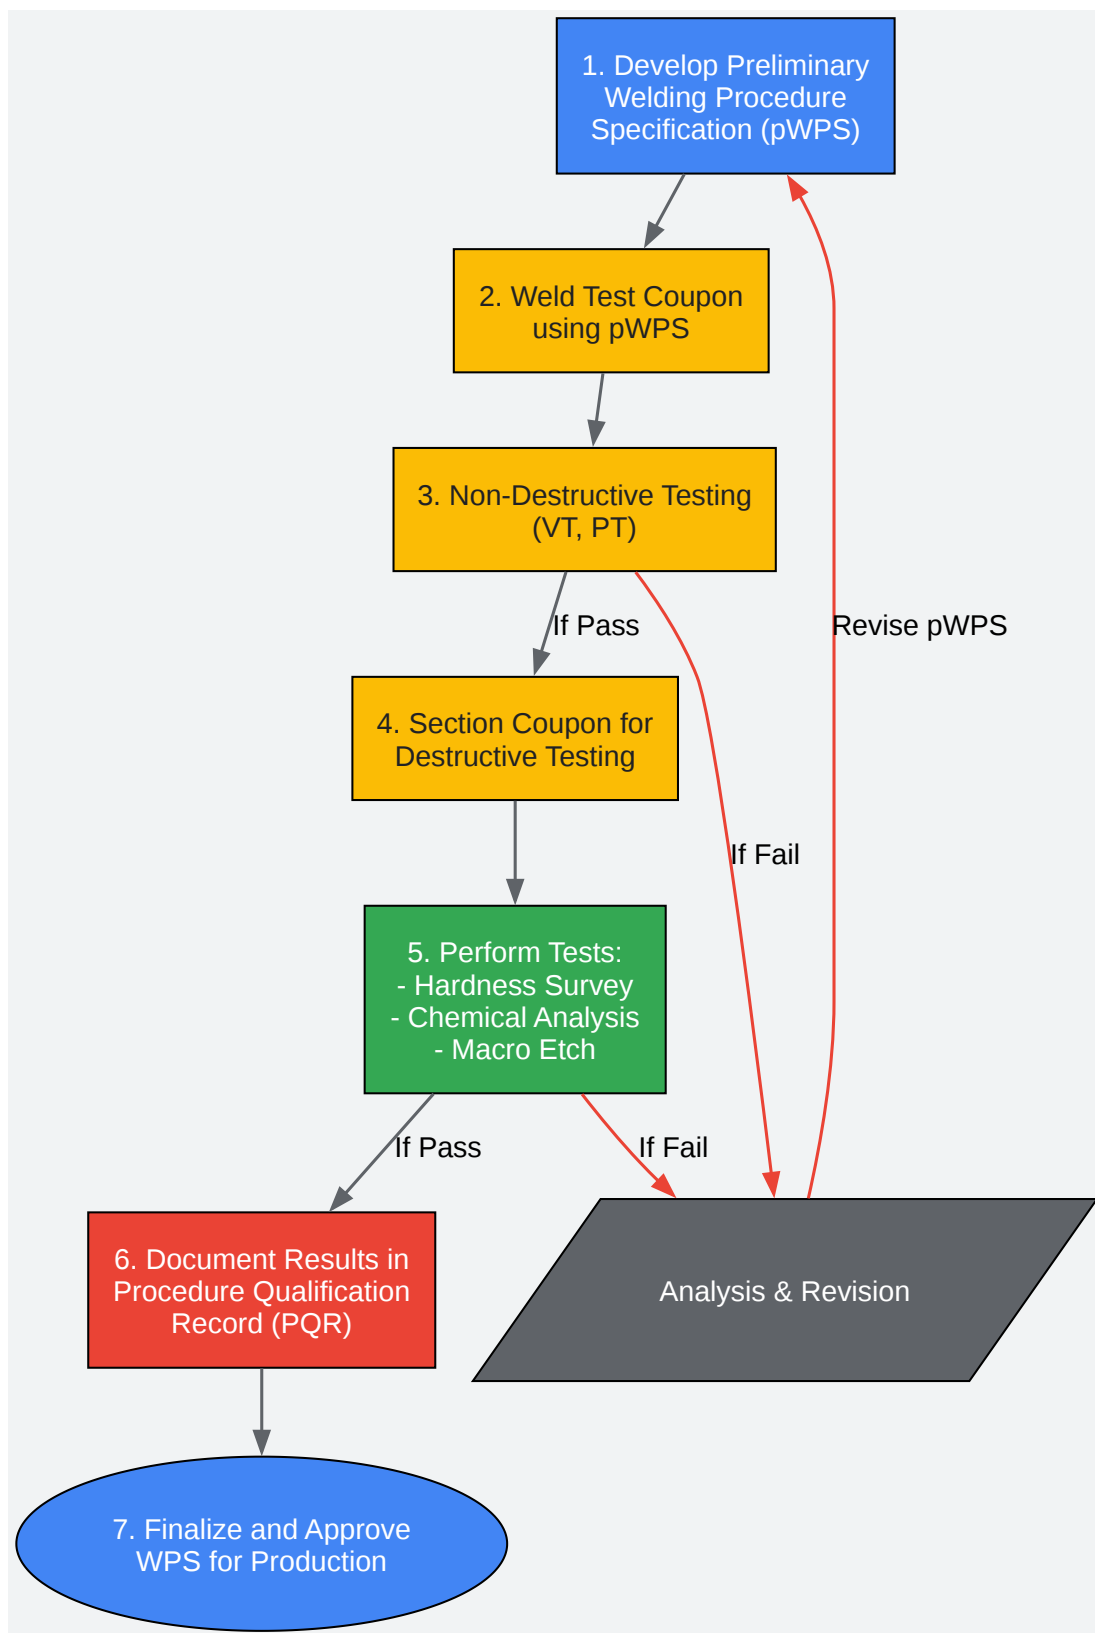 1. Develop Preliminary
Welding Procedure
Specification (pWPS)
2. Weld Test Coupon
using pWPS
3. Non-Destructive Testing
(VT, PT)
If Pass
Revise pWPS
4. Section Coupon for
Destructive Testing
If Fail
5. Perform Tests:
- Hardness Survey
- Chemical Analysis
- Macro Etch
If Pass
If Fail
6. Document Results in
Procedure Qualification
Record (PQR)
Analysis & Revision
7. Finalize and Approve
WPS for Production